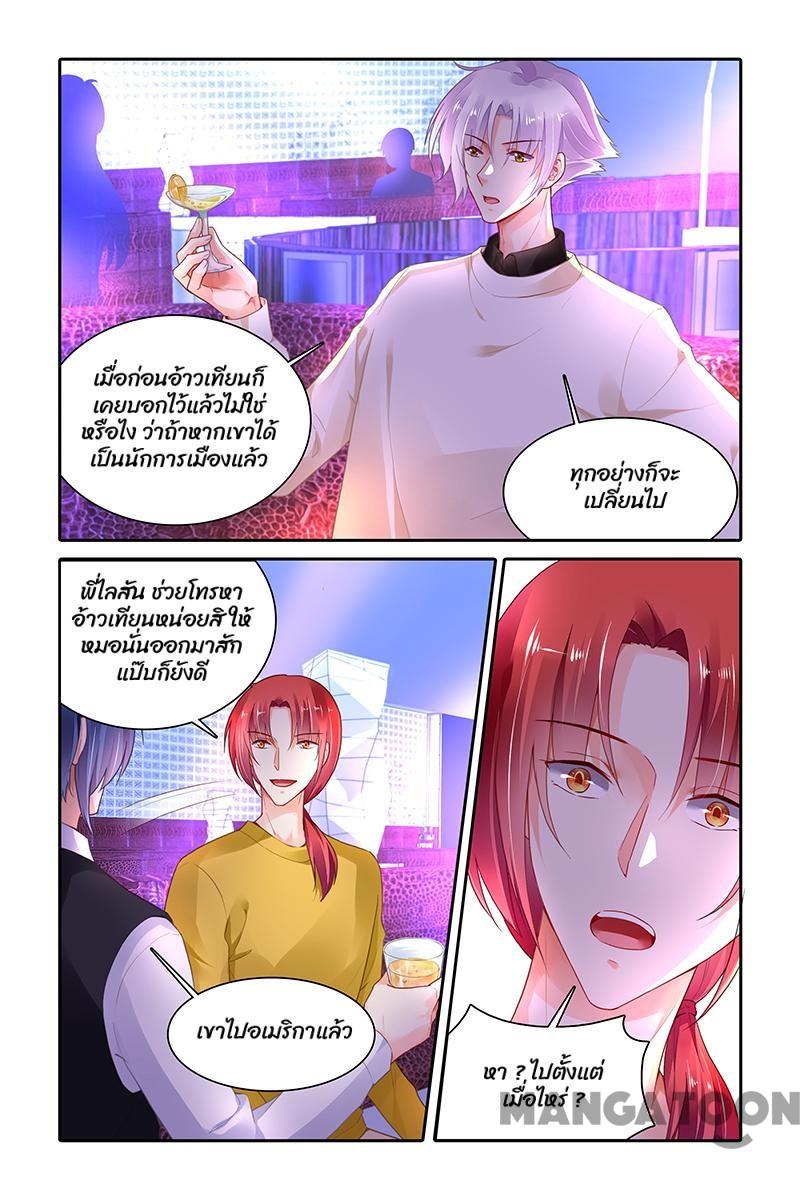 เมื่อก่อนอ้าวเทียนก็
เคยบอกไว้แล้วไม่ใช่
หรือไง ว่าถ้าหากเขาได้
เป็นนักการเมืองแล้ว
ทุกอย่างก็จะ
เปลี่ยนไป
พี่ไลสัน ช่วยโทรหา
อ้าวเทียนหน่อยสิ ให้
หมอนั่นออกมาสัก
แป๊บก็ยังดี
เขาไปอเมริกาแล้ว
หา ? ไปตั้งแต่
เมื่อไหร่ ?
MANGATOON